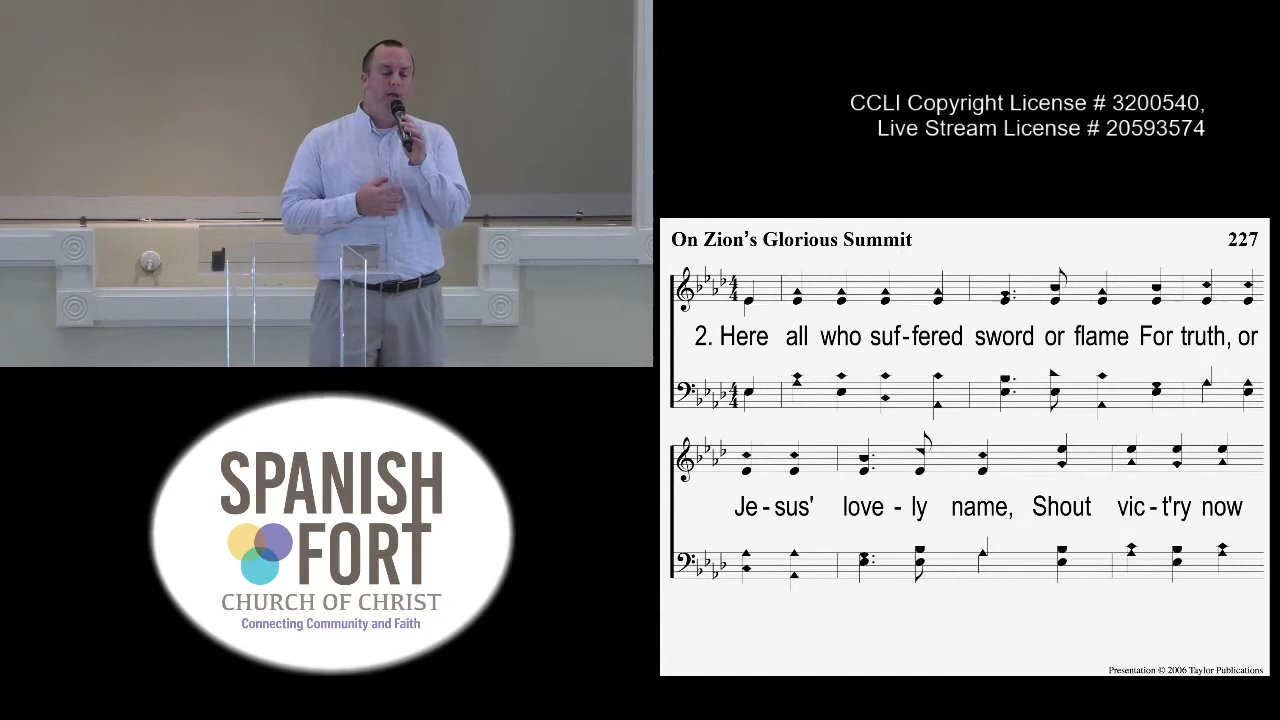 CCLI Copyright License # 3200540,
Live Stream License # 20593574
On Zion's Glorious Summit 227
2. Here all who suf-fered sword or flame For truth, or
Je-sus' love-ly name, Shout vic-t'ry now
Presentation © 2006 Taylor Publications
SPANISH
FORT
CHURCH OF CHRIST
Connecting Community and Faith